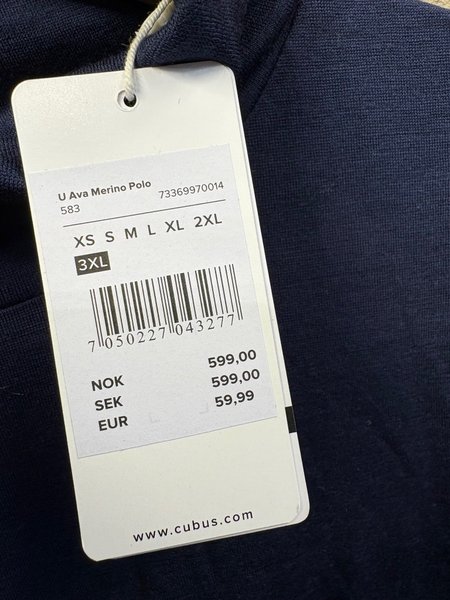 U Ava Merino Polo
583 73369970014
XS S M L XL 2XL
3XL
7 050227 043277
NOK 599,00
SEK 599,00
EUR 59,99
www.cubus.com